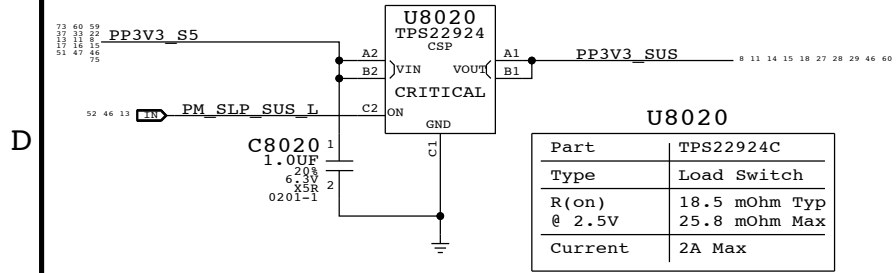 73 60 59
37 33 22
13 11 8
17 16 15
51 47 46
75
PP3V3_S5
U8020
TPS22924
CSP
A2
B2
VIN
VOUT
A1
B1
PP3V3_SUS
8 11 14 15 18 27 28 29 46 60
CRITICAL
52 46 13
IN
PM_SLP_SUS_L
C2
ON
GND
C1
D
C8020
1
1.0UF
20%
6.3V
X5R
2
0201-1
U8020
Part TPS22924C
Type Load Switch
R(on) 18.5 mOhm Typ
@ 2.5V 25.8 mOhm Max
Current 2A Max